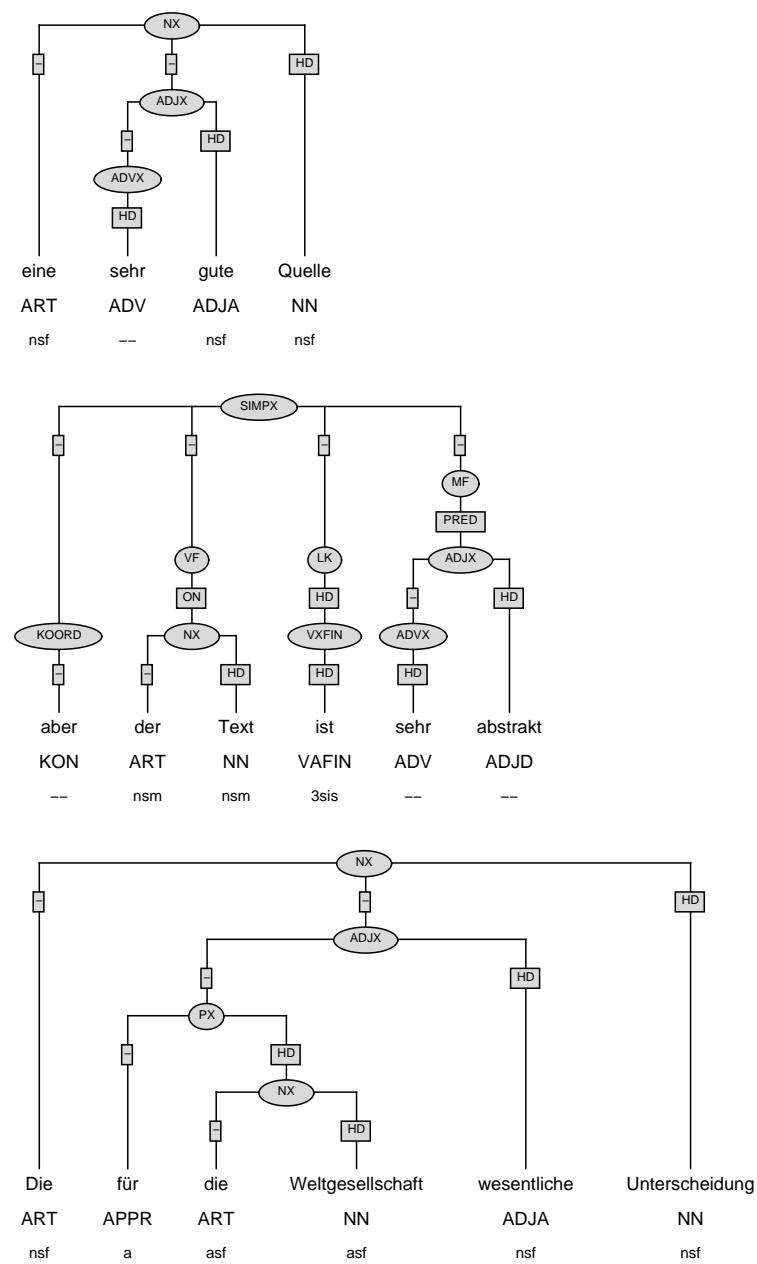 NX
– – HD
ADJX
– HD
ADVX
HD
eine sehr gute Quelle
ART ADV ADJA NN
nsf –– nsf nsf
SIMPX
– – – –
MF
PRED
VF LK ADJX
ON HD – HD
KOORD NX VXFIN ADVX
– – HD HD HD
aber der Text ist sehr abstrakt
KON ART NN VAFIN ADV ADJD
–– nsm nsm 3sis –– ––
NX
– – HD
ADJX
– HD
PX
– HD
NX
– HD
Die für die Weltgesellschaft wesentliche Unterscheidung
ART APPR ART NN ADJA NN
nsf a asf asf nsf nsf